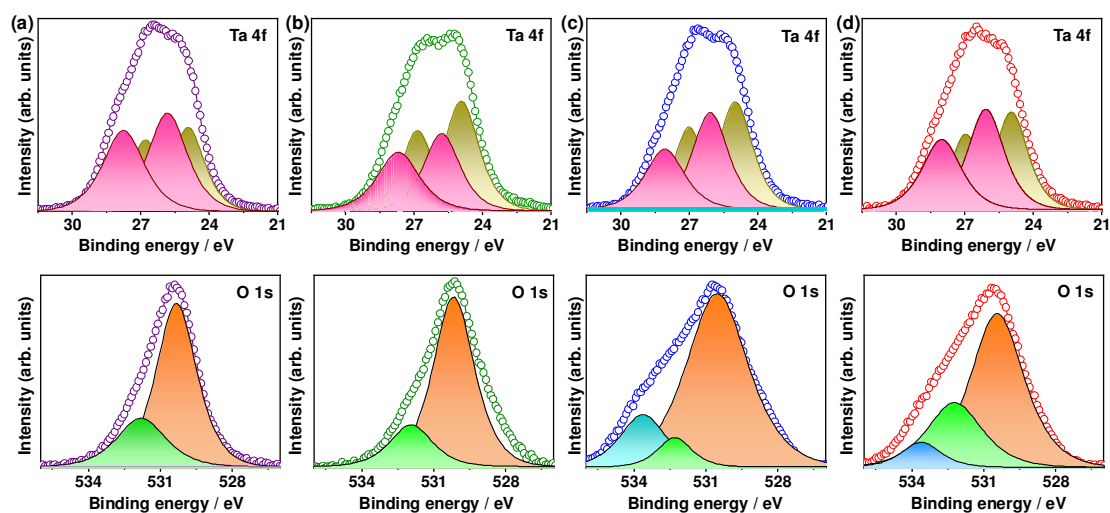 (a)
Ta 4f
Intensity (arb. units)
30 27 24 21
Binding energy / eV
(b)
Ta 4f
Intensity (arb. units)
30 27 24 21
Binding energy / eV
(c)
Ta 4f
Intensity (arb. units)
30 27 24 21
Binding energy / eV
(d)
Ta 4f
Intensity (arb. units)
30 27 24 21
Binding energy / eV
O 1s
Intensity (arb. units)
534 531 528
Binding energy / eV
O 1s
Intensity (arb. units)
534 531 528
Binding energy / eV
O 1s
Intensity (arb. units)
534 531 528
Binding energy / eV
O 1s
Intensity (arb. units)
534 531 528
Binding energy / eV